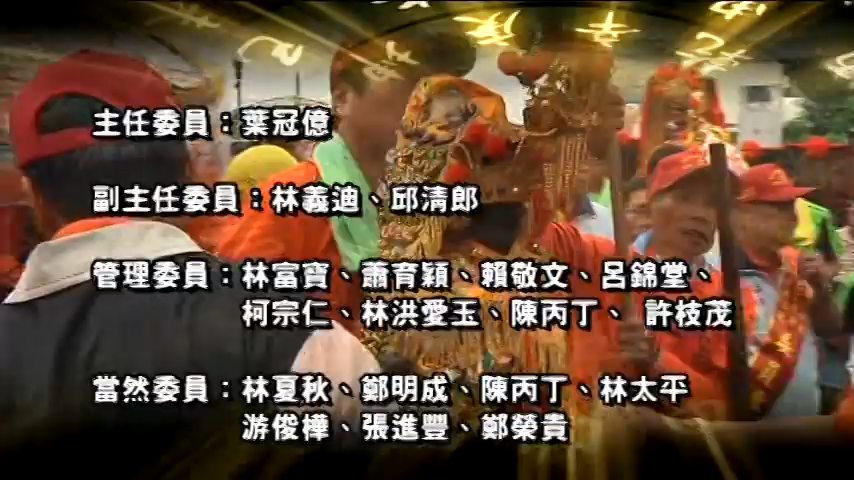 主任委員：葉冠億
副主任委員：林義迪、邱清郎
管理委員：林富寶、蕭育穎、賴敬文、呂錦堂、
柯宗仁、林洪愛玉、陳丙丁、許枝茂
當然委員：林夏秋、鄭明成、陳丙丁、林太平
游俊樺、張進豐、鄭榮貴